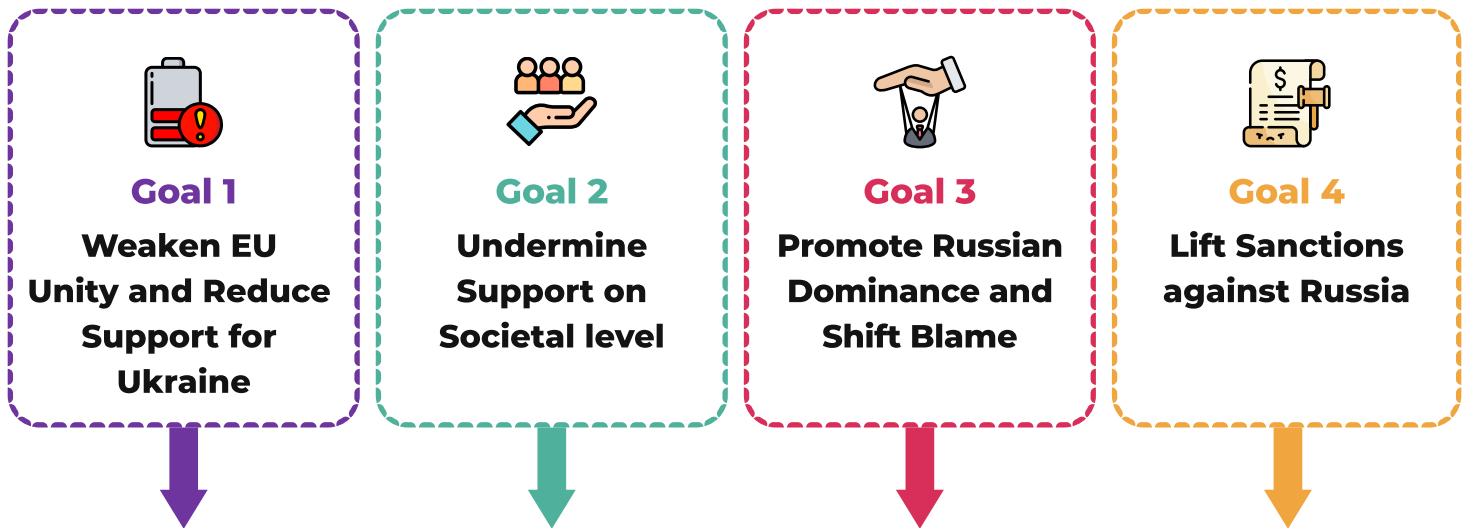 Goal 1
Weaken EU
Unity and Reduce
Support for
Ukraine
Goal 2
Undermine
Support on
Societal level
Goal 3
Promote Russian
Dominance and
Shift Blame
$
Goal 4
Lift Sanctions
against Russia